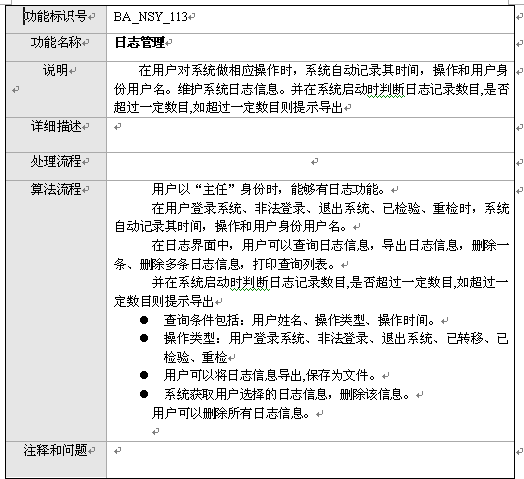 功能标识号 BA_NSY_113
功能名称 日志管理
说明 在用户对系统做相应操作时，系统自动记录其时间，操作和用户身
份用户名。维护系统日志信息。并在系统启动时判断日志记录数目,是否
超过一定数目,如超过一定数目则提示导出
详细描述
处理流程
算法流程 用户以“主任”身份时，能够有日志功能。
在用户登录系统、非法登录、退出系统、已检验、重检时，系统
自动记录其时间，操作和用户身份用户名。
在日志界面中，用户可以查询日志信息，导出日志信息，删除一
条、删除多条日志信息，打印查询列表。
并在系统启动时判断日志记录数目,是否超过一定数目,如超过一
定数目则提示导出
● 查询条件包括：用户姓名、操作类型、操作时间。
● 操作类型：用户登录系统、非法登录、退出系统、已转移、已
检验、重检
● 用户可以将日志信息导出,保存为文件。
● 系统获取用户选择的日志信息，删除该信息。
用户可以删除所有日志信息。
注释和问题